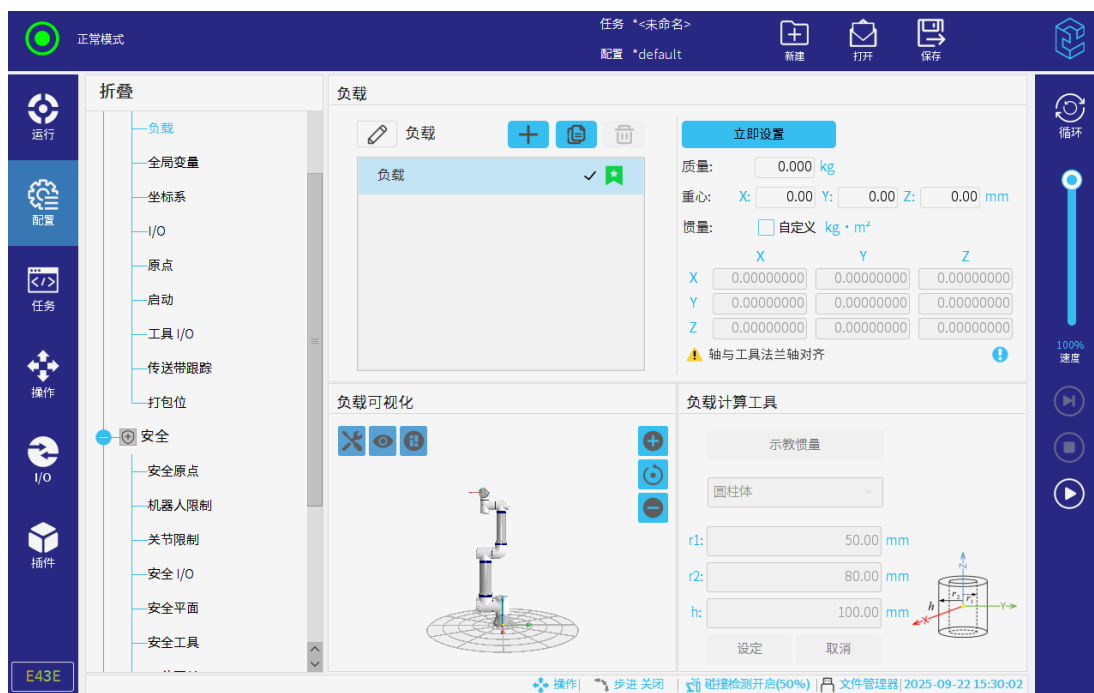 正常模式
任务 *<未命名>
配置 *default
新建
打开
保存
运行
配置
任务
操作
I/O
插件
E43E
折叠
负载
全局变量
坐标系
I/O
原点
启动
工具 I/O
传送带跟踪
打包位
安全
安全原点
机器人限制
关节限制
安全 I/O
安全平面
安全工具
负载
负载
负载
立即设置
质量: 0.000 kg
重心: X: 0.00 Y: 0.00 Z: 0.00 mm
惯量: 自定义 kg·m²
X Y Z
X 0.00000000 0.00000000 0.00000000
Y 0.00000000 0.00000000 0.00000000
Z 0.00000000 0.00000000 0.00000000
轴与工具法兰轴对齐
负载可视化
负载计算工具
示教惯量
圆柱体
r1: 50.00 mm
r2: 80.00 mm
h: 100.00 mm
Z
r₂ r₁
h
Y
X
设定 取消
循环
100%
速度
操作 步进 关闭 碰撞检测开启(50%) 文件管理器 2025-09-22 15:30:02